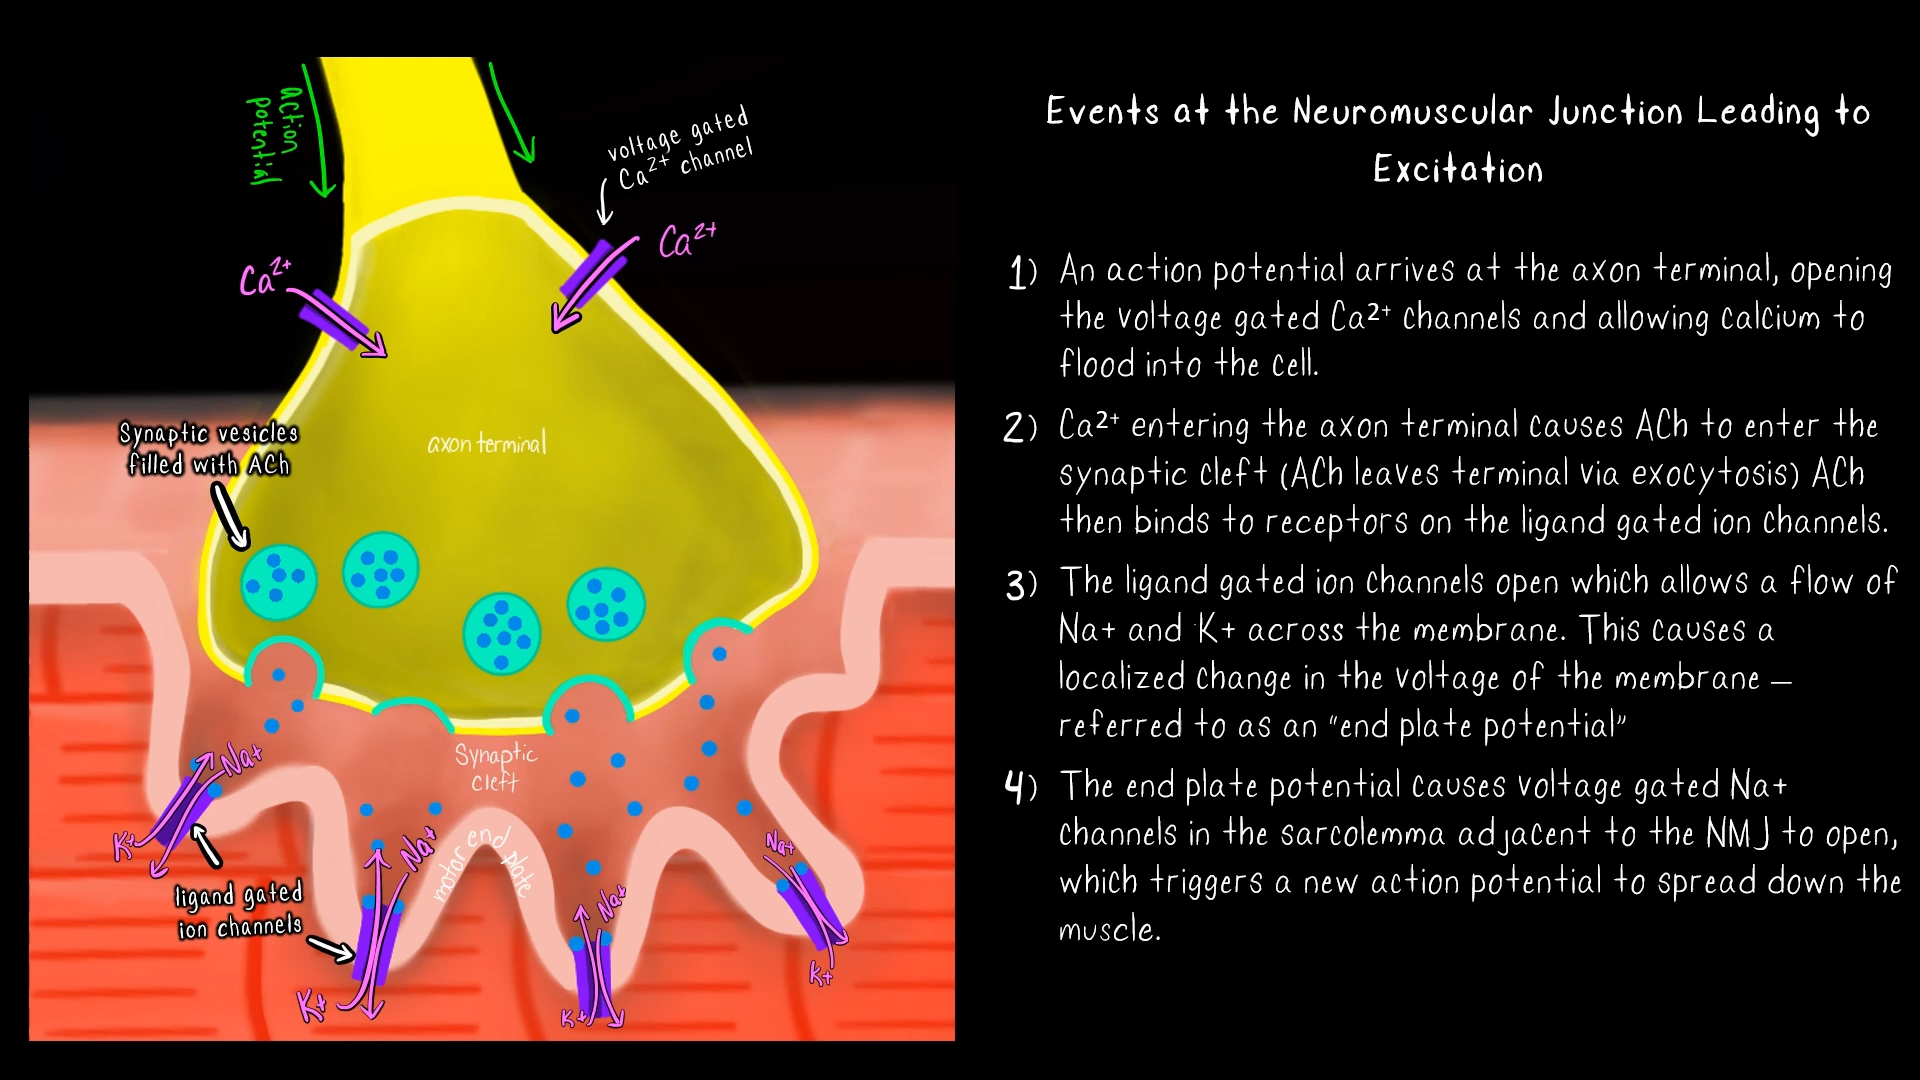 action
potential
voltage gated
Ca²⁺ channel
Ca²⁺
Ca²⁺
Synaptic vesicles
filled with ACh
axon terminal
Synaptic
cleft
motor end plate
Na+
K+
ligand gated
ion channels
Na+
K+
Na+
K+
Na+
K+
Events at the Neuromuscular Junction Leading to
Excitation
1) An action potential arrives at the axon terminal, opening
the voltage gated Ca²⁺ channels and allowing calcium to
flood into the cell.
2) Ca²⁺ entering the axon terminal causes ACh to enter the
synaptic cleft (ACh leaves terminal via exocytosis) ACh
then binds to receptors on the ligand gated ion channels.
3) The ligand gated ion channels open which allows a flow of
Na+ and K+ across the membrane. This causes a
localized change in the voltage of the membrane –
referred to as an "end plate potential"
4) The end plate potential causes voltage gated Na+
channels in the sarcolemma adjacent to the NMJ to open,
which triggers a new action potential to spread down the
muscle.